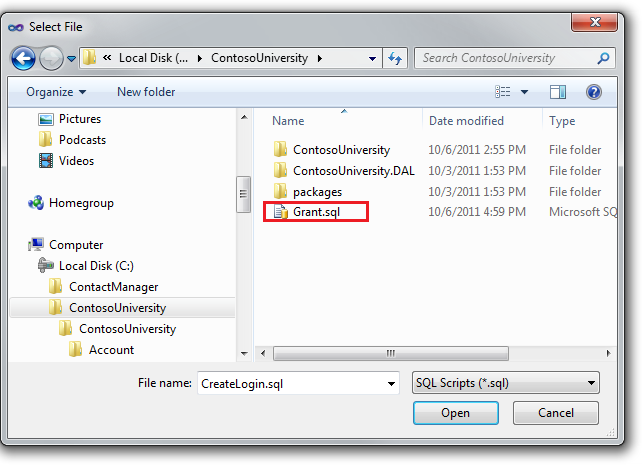 Select File
« Local Disk (... ▸ ContosoUniversity ▸
Search ContosoUniversity
Organize ▾ New folder
Pictures
Podcasts
Videos
Homegroup
Computer
Local Disk (C:)
ContactManager
ContosoUniversity
ContosoUniversity
Account
Name Date modified Type
ContosoUniversity 10/6/2011 2:55 PM File folder
ContosoUniversity.DAL 10/3/2011 1:53 PM File folder
packages 10/3/2011 1:53 PM File folder
Grant.sql 10/6/2011 4:59 PM Microsoft SQ
File name: CreateLogin.sql SQL Scripts (*.sql)
Open Cancel